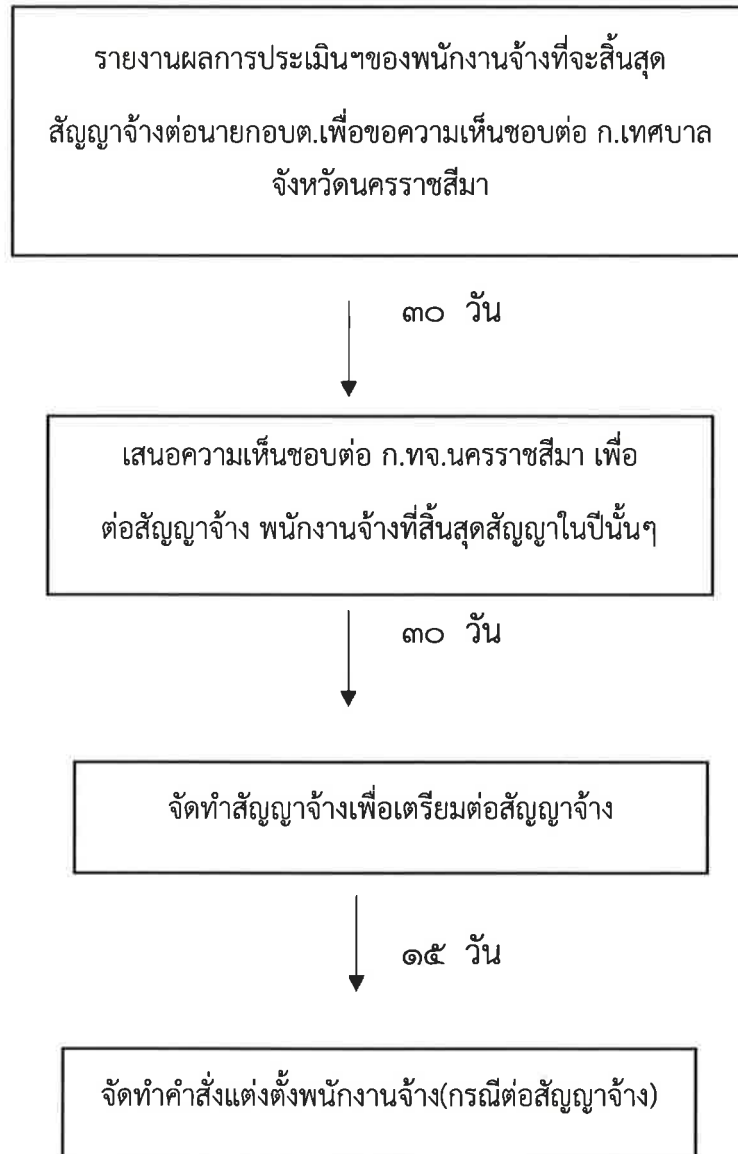 รายงานผลการประเมินฯของพนักงานจ้างที่จะสิ้นสุด
สัญญาจ้างต่อนายกอบต.เพื่อขอความเห็นชอบต่อ ก.เทศบาล
จังหวัดนครราชสีมา
๓๐ วัน
เสนอความเห็นชอบต่อ ก.ทจ.นครราชสีมา เพื่อ
ต่อสัญญาจ้าง พนักงานจ้างที่สิ้นสุดสัญญาในปีนั้นๆ
๓๐ วัน
จัดทำสัญญาจ้างเพื่อเตรียมต่อสัญญาจ้าง
๑๕ วัน
จัดทำคำสั่งแต่งตั้งพนักงานจ้าง(กรณีต่อสัญญาจ้าง)